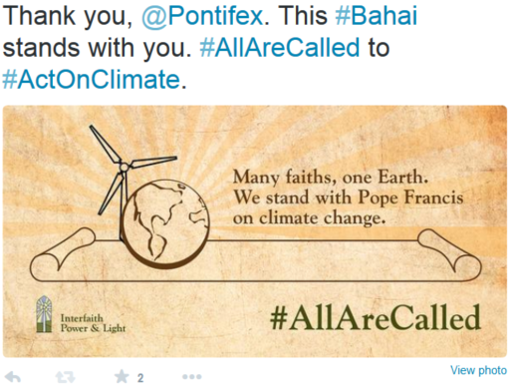 Thank you, @Pontifex. This #Bahai
stands with you. #AllAreCalled to
#ActOnClimate.
Many faiths, one Earth.
We stand with Pope Francis
on climate change.
Interfaith
Power & Light
#AllAreCalled
2
View photo